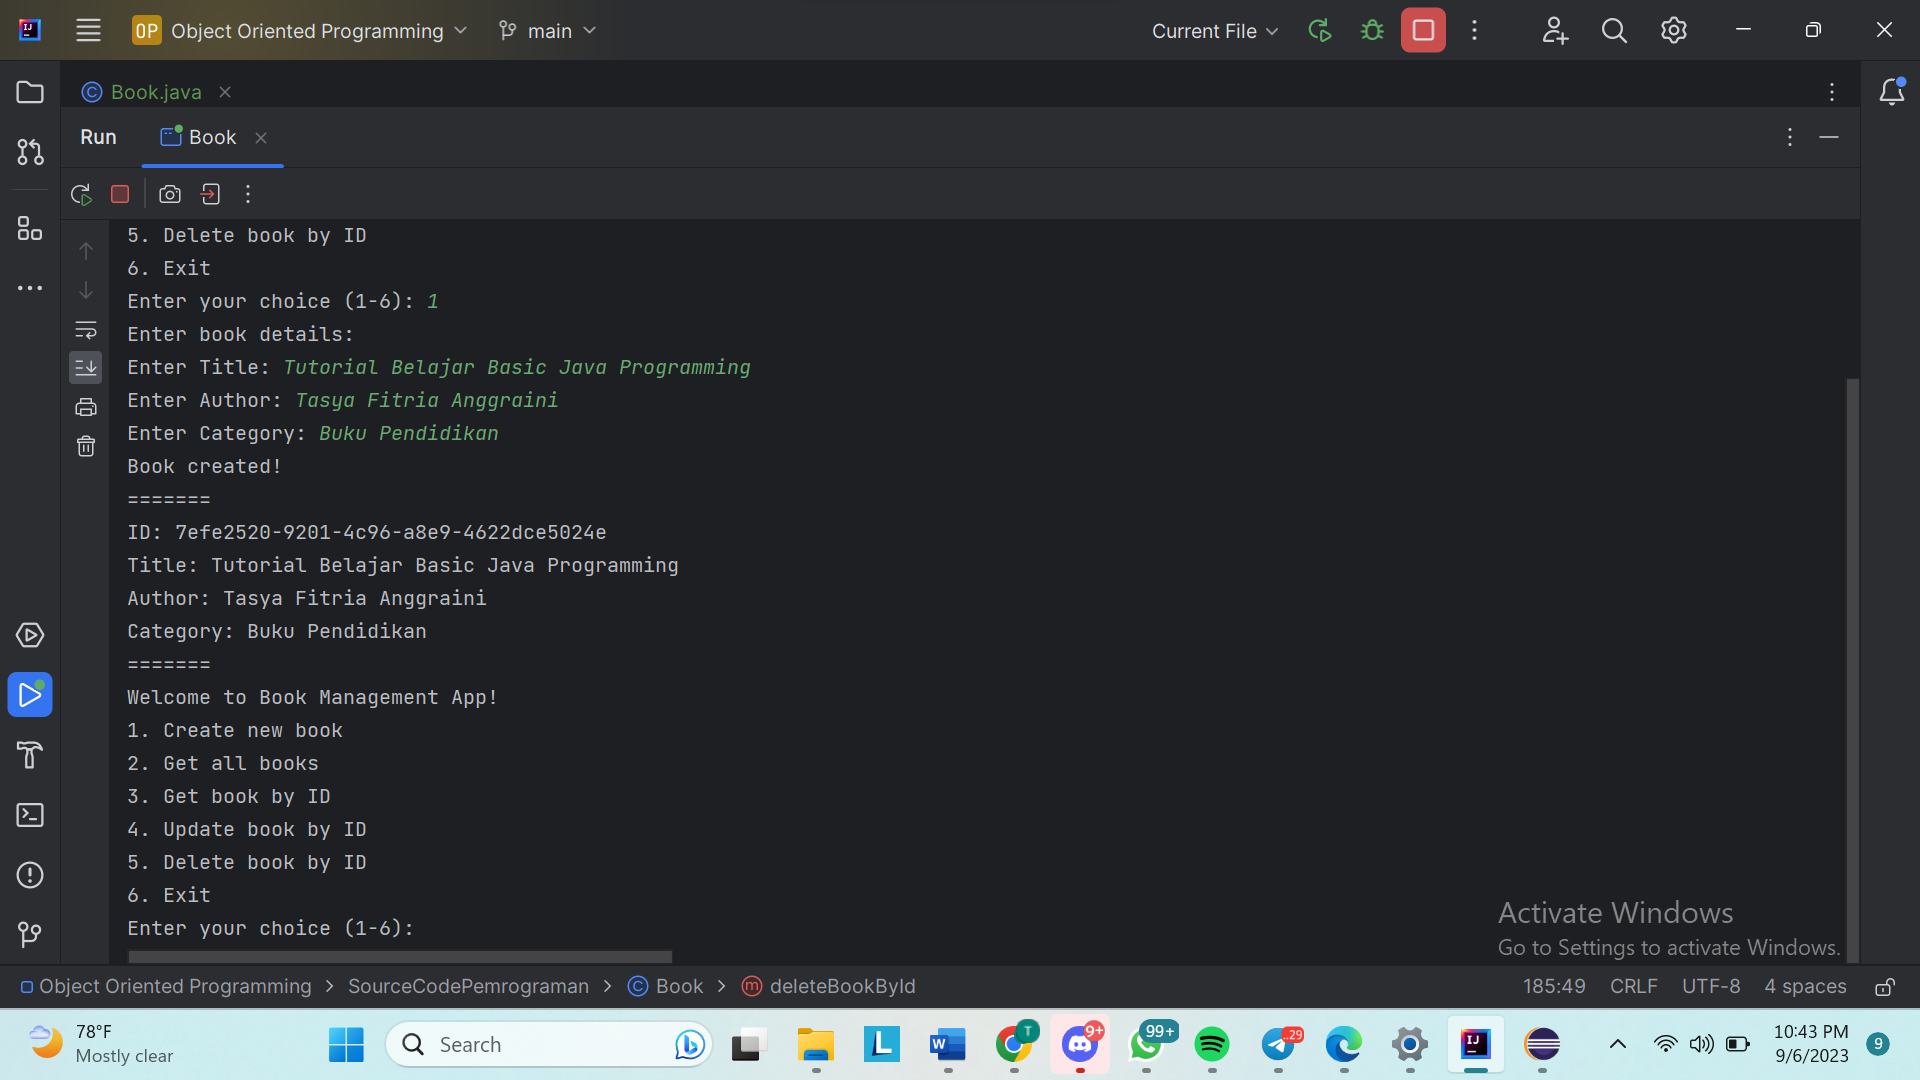 OP Object Oriented Programming main Current File
Book.java
Run Book
5. Delete book by ID
6. Exit
Enter your choice (1-6): 1
Enter book details:
Enter Title: Tutorial Belajar Basic Java Programming
Enter Author: Tasya Fitria Anggraini
Enter Category: Buku Pendidikan
Book created!
=======
ID: 7efe2520-9201-4c96-a8e9-4622dce5024e
Title: Tutorial Belajar Basic Java Programming
Author: Tasya Fitria Anggraini
Category: Buku Pendidikan
=======
Welcome to Book Management App!
1. Create new book
2. Get all books
3. Get book by ID
4. Update book by ID
5. Delete book by ID
6. Exit
Enter your choice (1-6):
Activate Windows
Go to Settings to activate Windows.
Object Oriented Programming > SourceCodePemrograman > Book > deleteBookById 185:49 CRLF UTF-8 4 spaces
78°F
Mostly clear
Search
T
9+
99+
..29
10:43 PM
9/6/2023
9